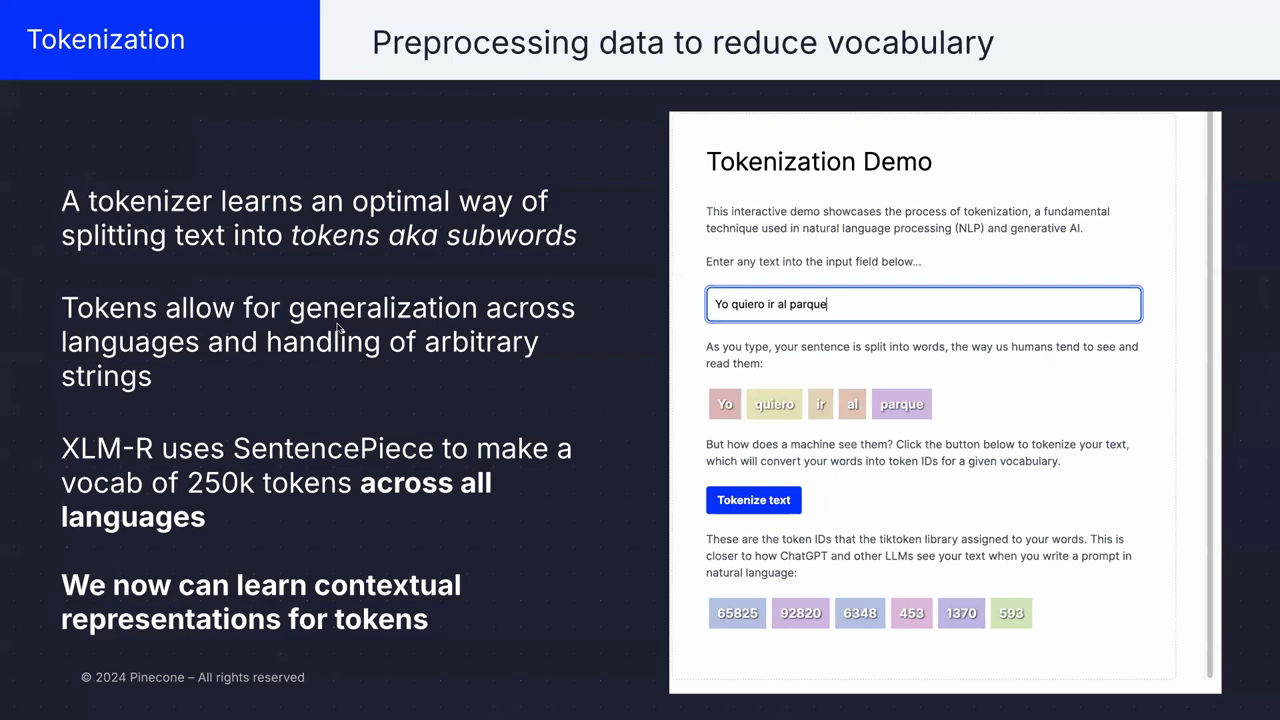 Tokenization
Preprocessing data to reduce vocabulary
A tokenizer learns an optimal way of
splitting text into tokens aka subwords
Tokens allow for generalization across
languages and handling of arbitrary
strings
XLM-R uses SentencePiece to make a
vocab of 250k tokens across all
languages
We now can learn contextual
representations for tokens
© 2024 Pinecone – All rights reserved
Tokenization Demo
This interactive demo showcases the process of tokenization, a fundamental
technique used in natural language processing (NLP) and generative AI.
Enter any text into the input field below...
Yo quiero ir al parque
As you type, your sentence is split into words, the way us humans tend to see and
read them:
Yo quiero ir al parque
But how does a machine see them? Click the button below to tokenize your text,
which will convert your words into token IDs for a given vocabulary.
Tokenize text
These are the token IDs that the tiktoken library assigned to your words. This is
closer to how ChatGPT and other LLMs see your text when you write a prompt in
natural language:
65825 92820 6348 453 1370 593